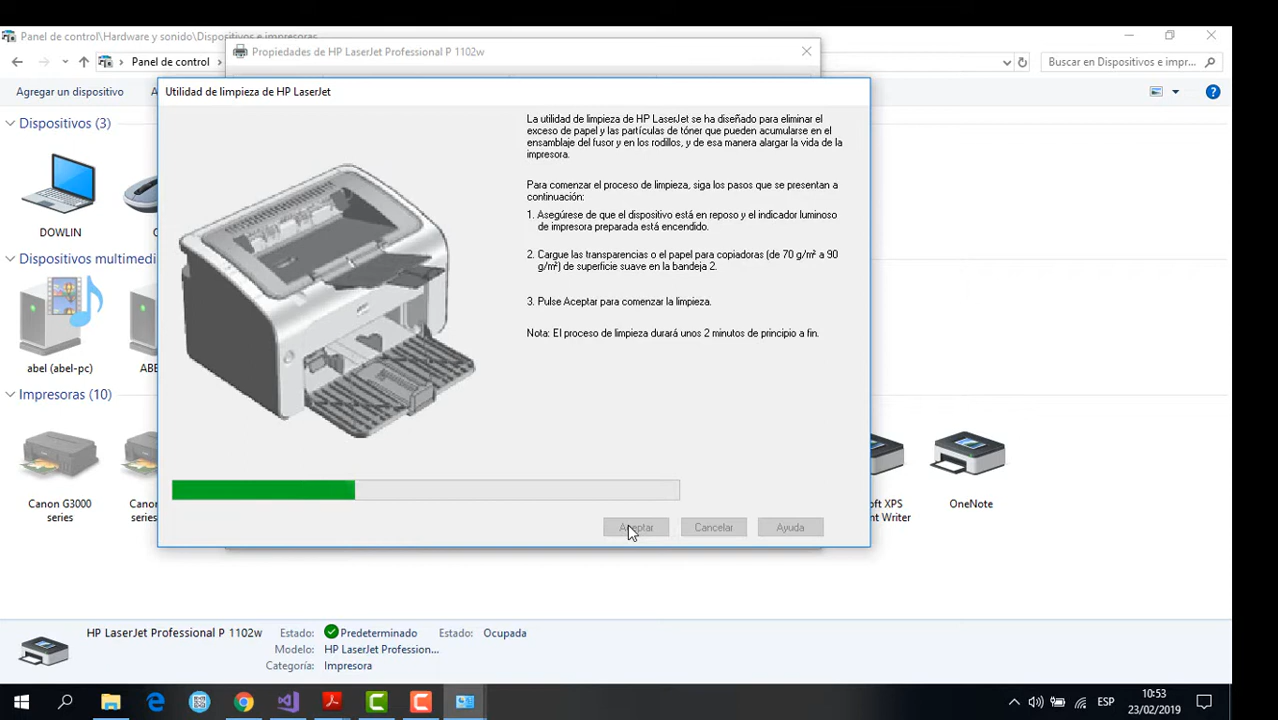 Panel de control\Hardware y sonido\Dispositivos e impresoras
Propiedades de HP LaserJet Professional P 1102w
Panel de control
Buscar en Dispositivos e impr...
Agregar un dispositivo
A
Utilidad de limpieza de HP LaserJet
Dispositivos (3)
La utilidad de limpieza de HP LaserJet se ha diseñado para eliminar el
exceso de papel y las partículas de tóner que pueden acumularse en el
ensamblaje del fusor y en los rodillos, y de esa manera alargar la vida de la
impresora.
Para comenzar el proceso de limpieza, siga los pasos que se presentan a
continuación:
1. Asegúrese de que el dispositivo está en reposo y el indicador luminoso
de impresora preparada está encendido.
2. Cargue las transparencias o el papel para copiadoras (de 70 g/m² a 90
g/m²) de superficie suave en la bandeja 2.
3. Pulse Aceptar para comenzar la limpieza.
Nota: El proceso de limpieza durará unos 2 minutos de principio a fin.
DOWLIN
Dispositivos multimedi
abel (abel-pc)
ABE
Impresoras (10)
Canon G3000
series
Canon
series
soft XPS
nt Writer
OneNote
Aceptar
Cancelar
Ayuda
HP LaserJet Professional P 1102w
Estado:
Predeterminado
Estado:
Ocupada
Modelo:
HP LaserJet Profession...
Categoría:
Impresora
ESP
10:53
23/02/2019